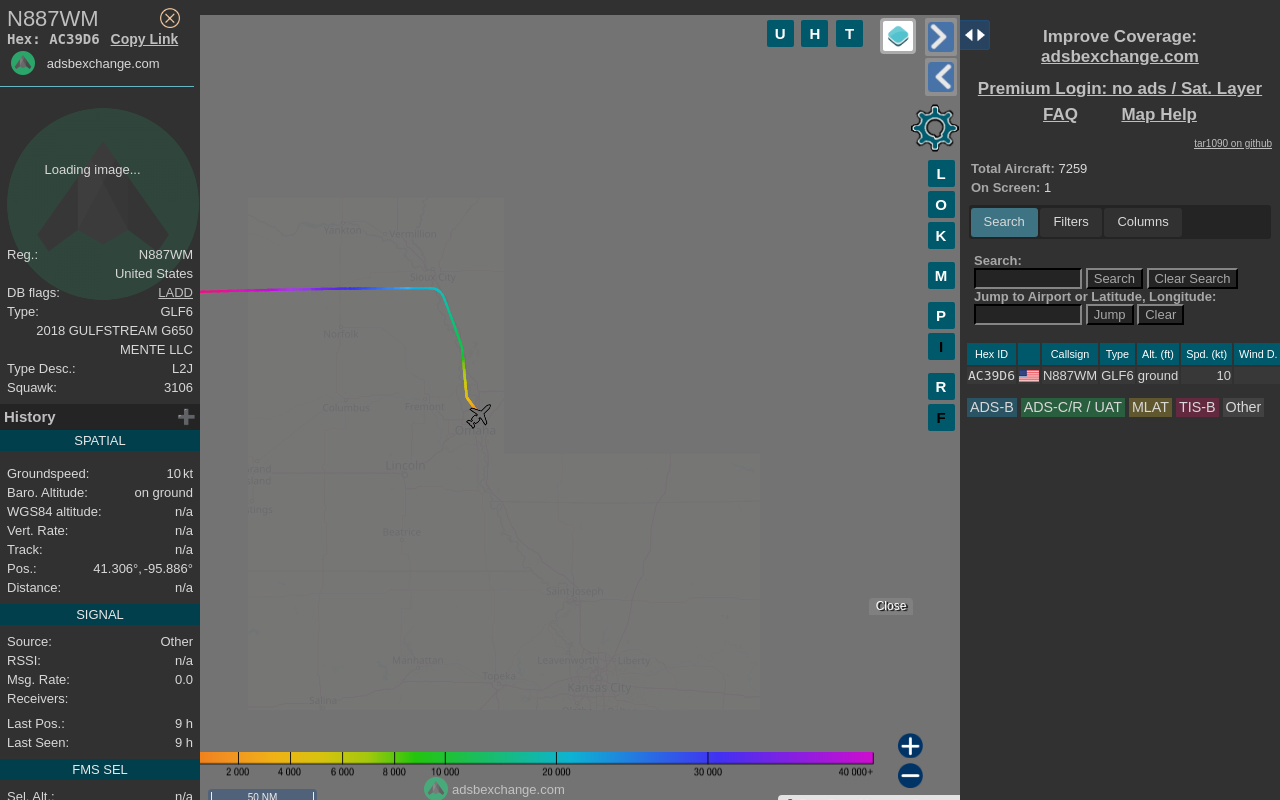 N887WM
Hex: AC39D6 Copy Link
adsbexchange.com
Loading image...
Reg.: N887WM
United States
DB flags: LADD
Type: GLF6
2018 GULFSTREAM G650
MENTE LLC
Type Desc.: L2J
Squawk: 3106
History
SPATIAL
Groundspeed: 10 kt
Baro. Altitude: on ground
WGS84 altitude: n/a
Vert. Rate: n/a
Track: n/a
Pos.: 41.306°, -95.886°
Distance: n/a
SIGNAL
Source: Other
RSSI: n/a
Msg. Rate: 0.0
Receivers:
Last Pos.: 9 h
Last Seen: 9 h
FMS SEL
Sel. Alt.: n/a
U H T
L
O
K
M
P
I
R
F
Vermillion
Sioux City
Norfolk
Columbus
Fremont
Omaha
Lincoln
Beatrice
Saint Joseph
Manhattan
Leavenworth
Liberty
Topeka
Kansas City
Salina
Close
2 000 4 000 6 000 8 000 10 000 20 000 30 000 40 000+
50 NM
adsbexchange.com
Improve Coverage:
adsbexchange.com
Premium Login: no ads / Sat. Layer
FAQ Map Help
tar1090 on github
Total Aircraft: 7259
On Screen: 1
Search Filters Columns
Search:
Search Clear Search
Jump to Airport or Latitude, Longitude:
Jump Clear
Hex ID Callsign Type Alt. (ft) Spd. (kt) Wind D.
AC39D6 N887WM GLF6 ground 10
ADS-B ADS-C/R / UAT MLAT TIS-B Other